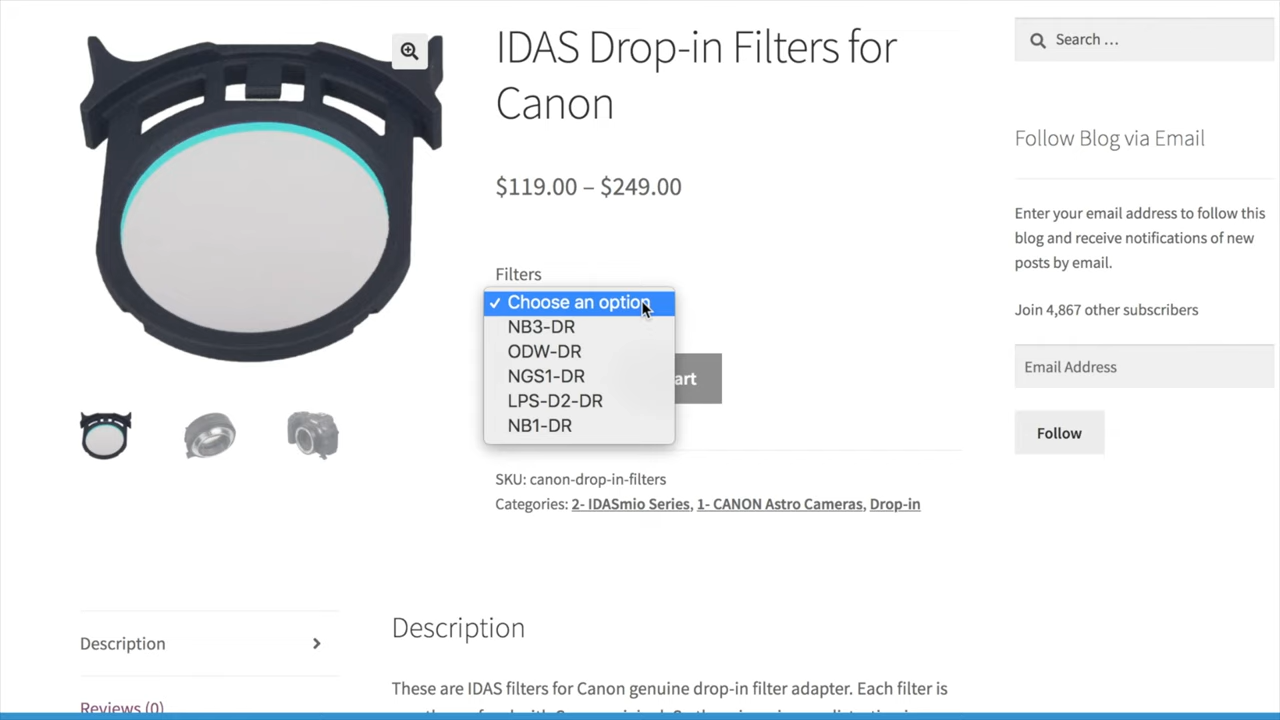 IDAS Drop-in Filters for
Canon
$119.00 – $249.00
Filters
✓ Choose an option
NB3-DR
ODW-DR
NGS1-DR
LPS-D2-DR
NB1-DR
art
SKU: canon-drop-in-filters
Categories: 2- IDASmio Series, 1- CANON Astro Cameras, Drop-in
Search …
Follow Blog via Email
Enter your email address to follow this
blog and receive notifications of new
posts by email.
Join 4,867 other subscribers
Email Address
Follow
Description
Reviews (0)
Description
These are IDAS filters for Canon genuine drop-in filter adapter. Each filter is